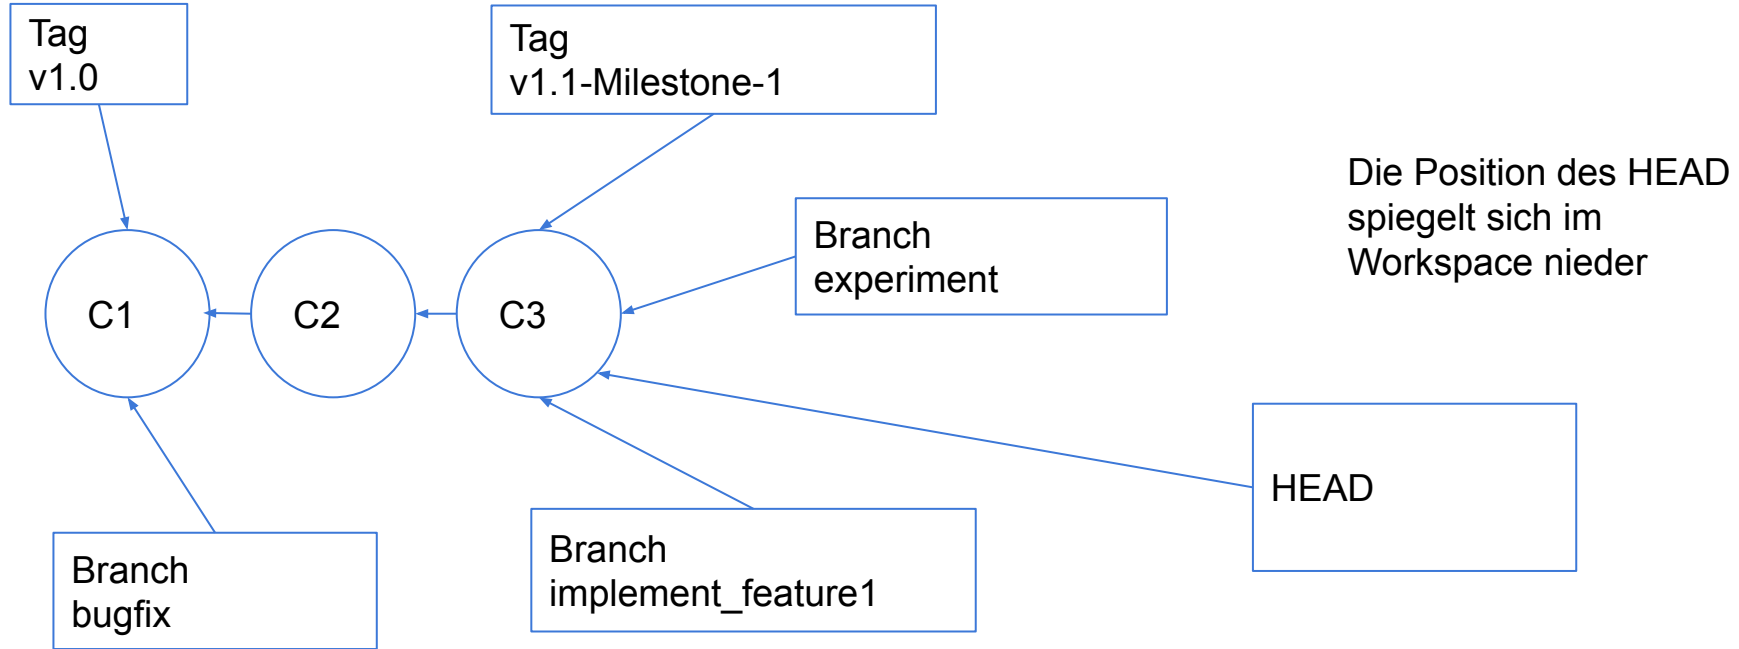 Tag
v1.0
Tag
v1.1-Milestone-1
Die Position des HEAD
spiegelt sich im
Workspace nieder
Branch
experiment
C1
C2
C3
HEAD
Branch
implement_feature1
Branch
bugfix